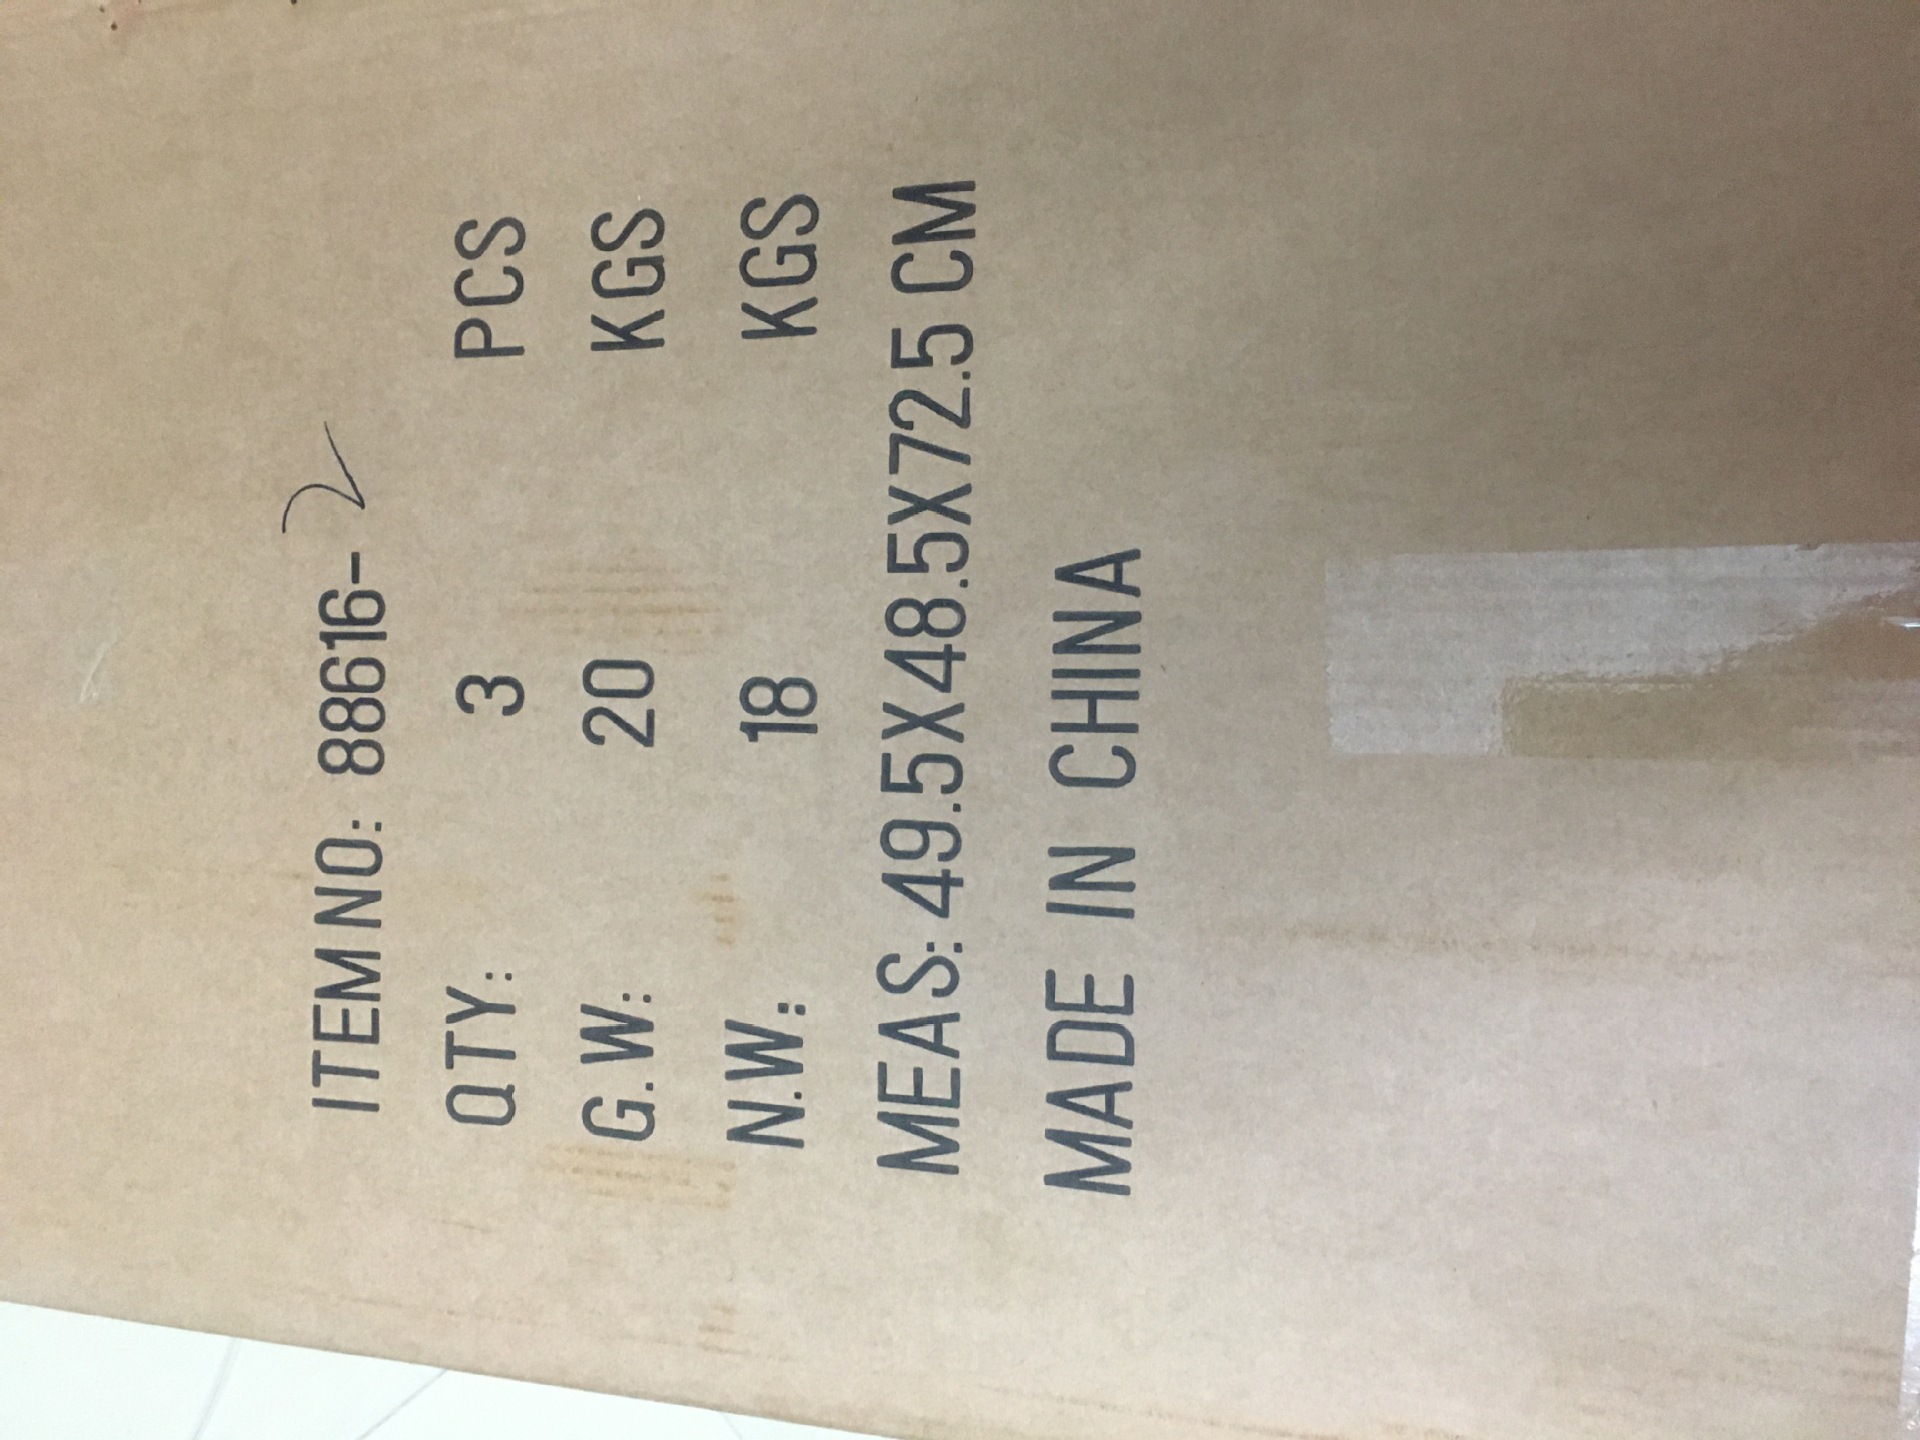 ITEM NO: 88616-2
QTY: 3 PCS
G.W: 20 KGS
N.W: 18 KGS
MEAS: 49.5X48.5X72.5 CM
MADE IN CHINA